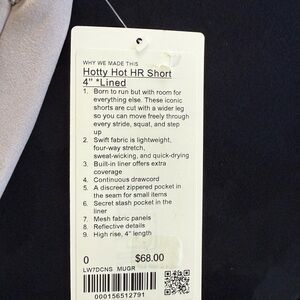 WHY WE MADE THIS
Hotty Hot HR Short
4" *Lined
1. Born to run but with room for
everything else. These iconic
shorts are cut with a wider leg
so you can move freely through
every stride, squat, and step
up
2. Swift fabric is lightweight,
four-way stretch,
sweat-wicking, and quick-drying
3. Built-in liner offers extra
coverage
4. Continuous drawcord
5. A discreet zippered pocket in
the seam for small items
6. Secret stash pocket in the
liner
7. Mesh fabric panels
8. Reflective details
9. High rise, 4" length
0 $68.00
LW7DCNS MUGR
000156512791